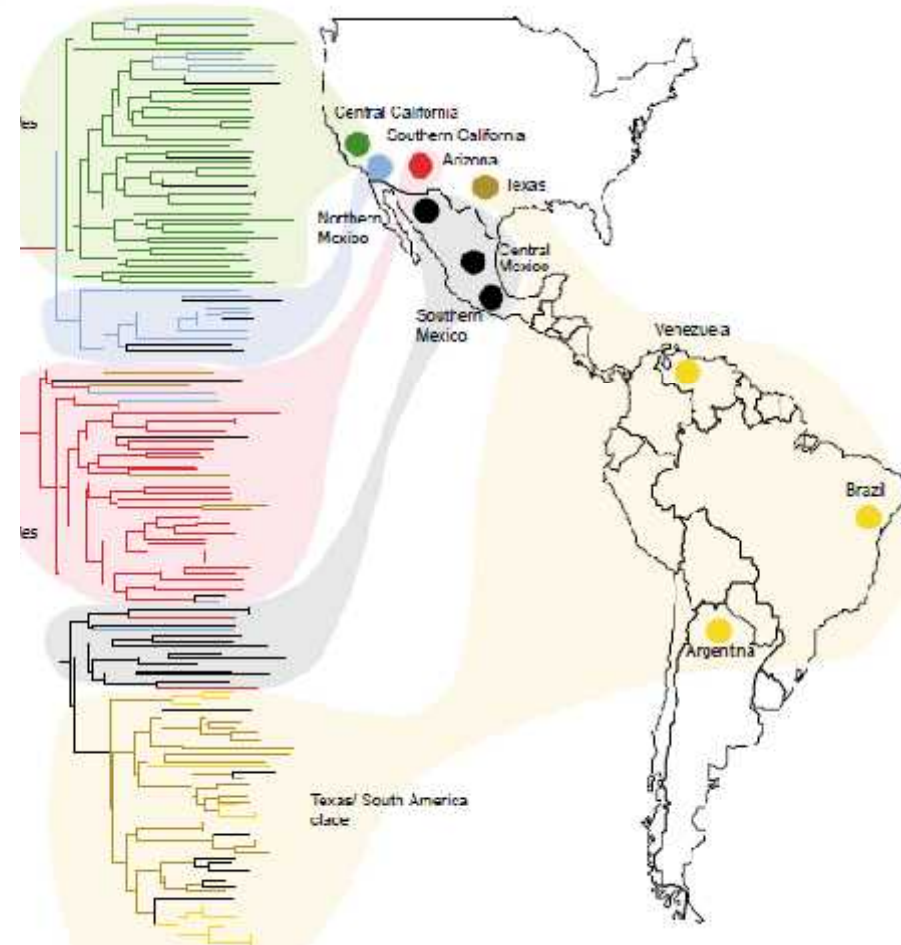 Central California
Southern California
Arizona
Texas
Northern
Mexico
Central
Mexico
Southern
Mexico
Venezuela
Brazil
Argentina
Texas/ South America
clade